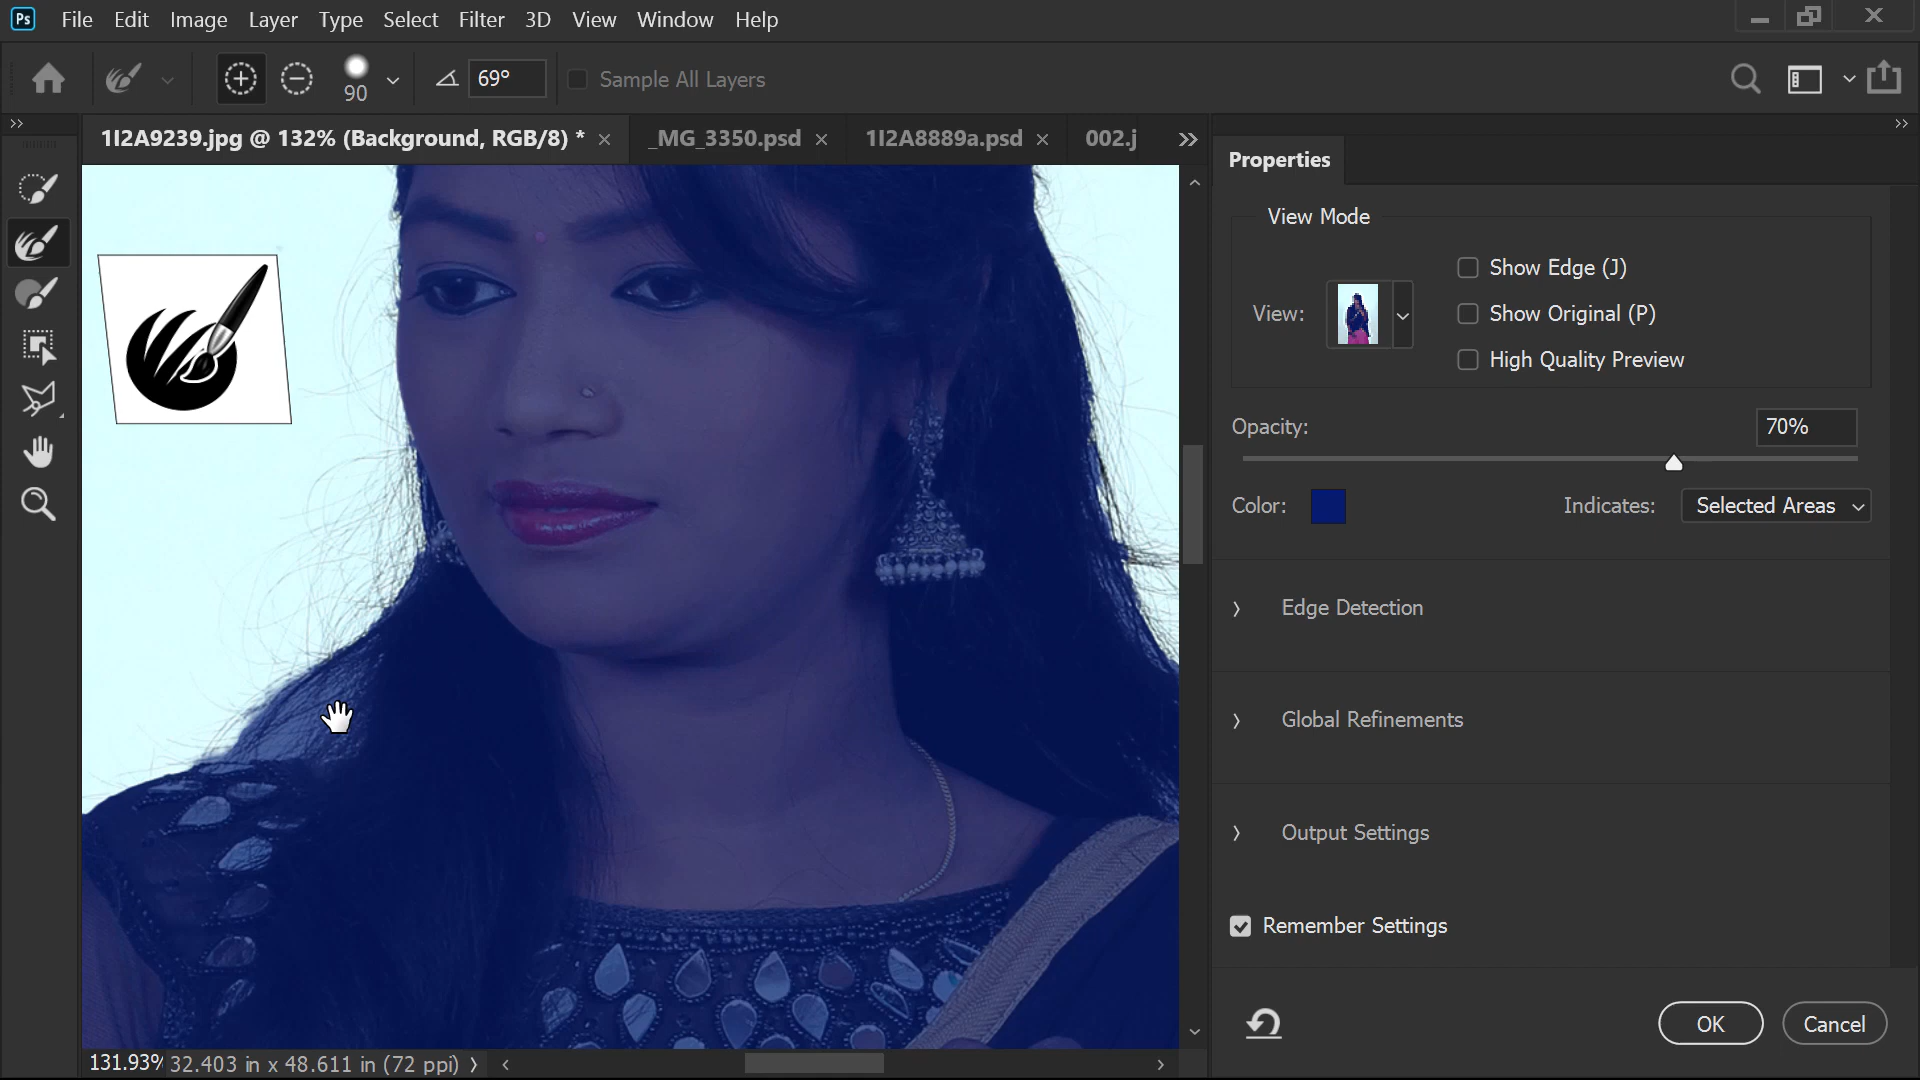 Ps File Edit Image Layer Type Select Filter 3D View Window Help
90 69° Sample All Layers
1I2A9239.jpg @ 132% (Background, RGB/8) * _MG_3350.psd 1I2A8889a.psd 002.j
Properties
View Mode
Show Edge (J)
View: Show Original (P)
High Quality Preview
Opacity: 70%
Color: Indicates: Selected Areas
Edge Detection
Global Refinements
Output Settings
Remember Settings
OK Cancel
131.93% 32.403 in x 48.611 in (72 ppi)